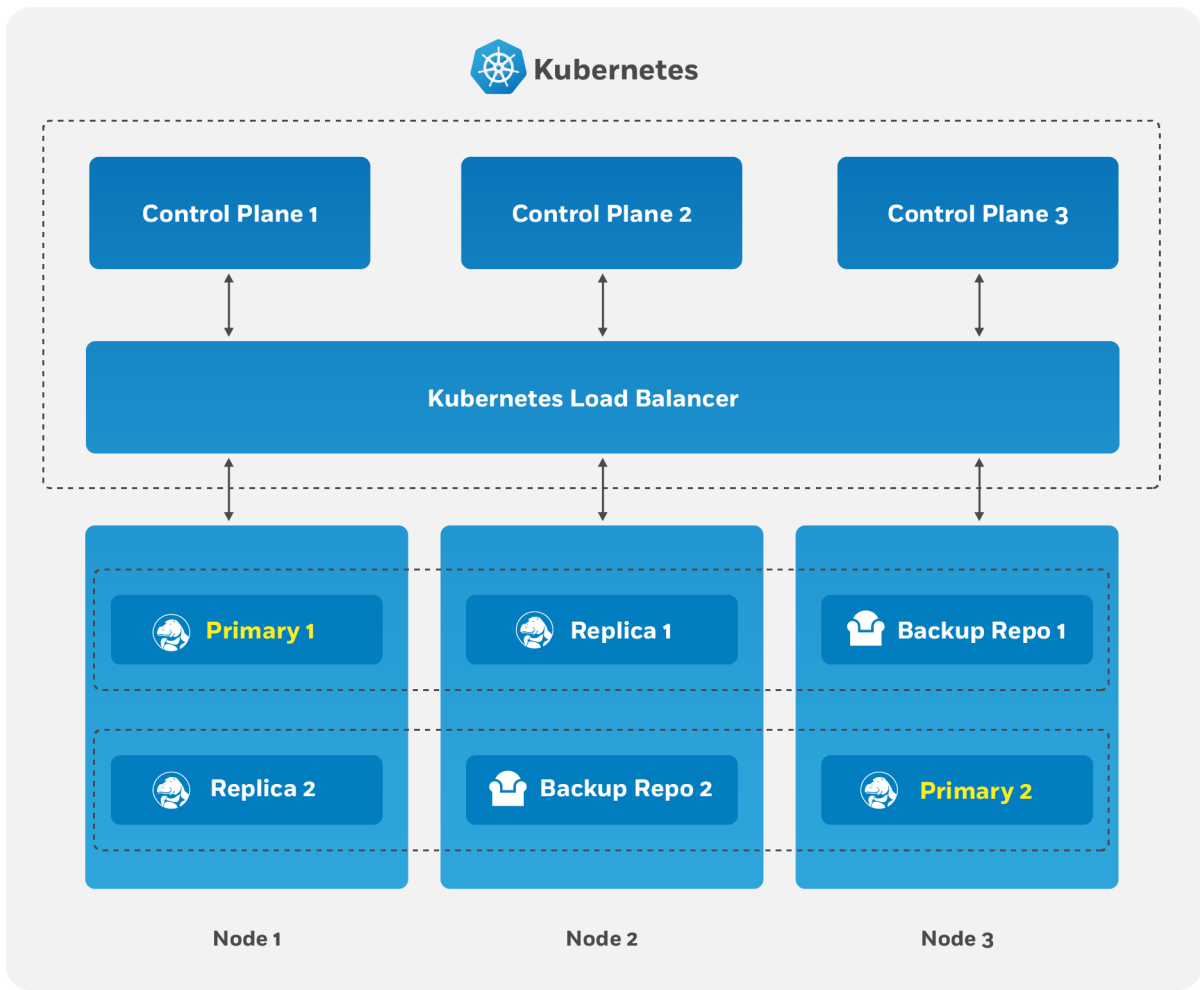 Kubernetes
Control Plane 1
Control Plane 2
Control Plane 3
Kubernetes Load Balancer
Primary 1
Replica 1
Backup Repo 1
Replica 2
Backup Repo 2
Primary 2
Node 1
Node 2
Node 3